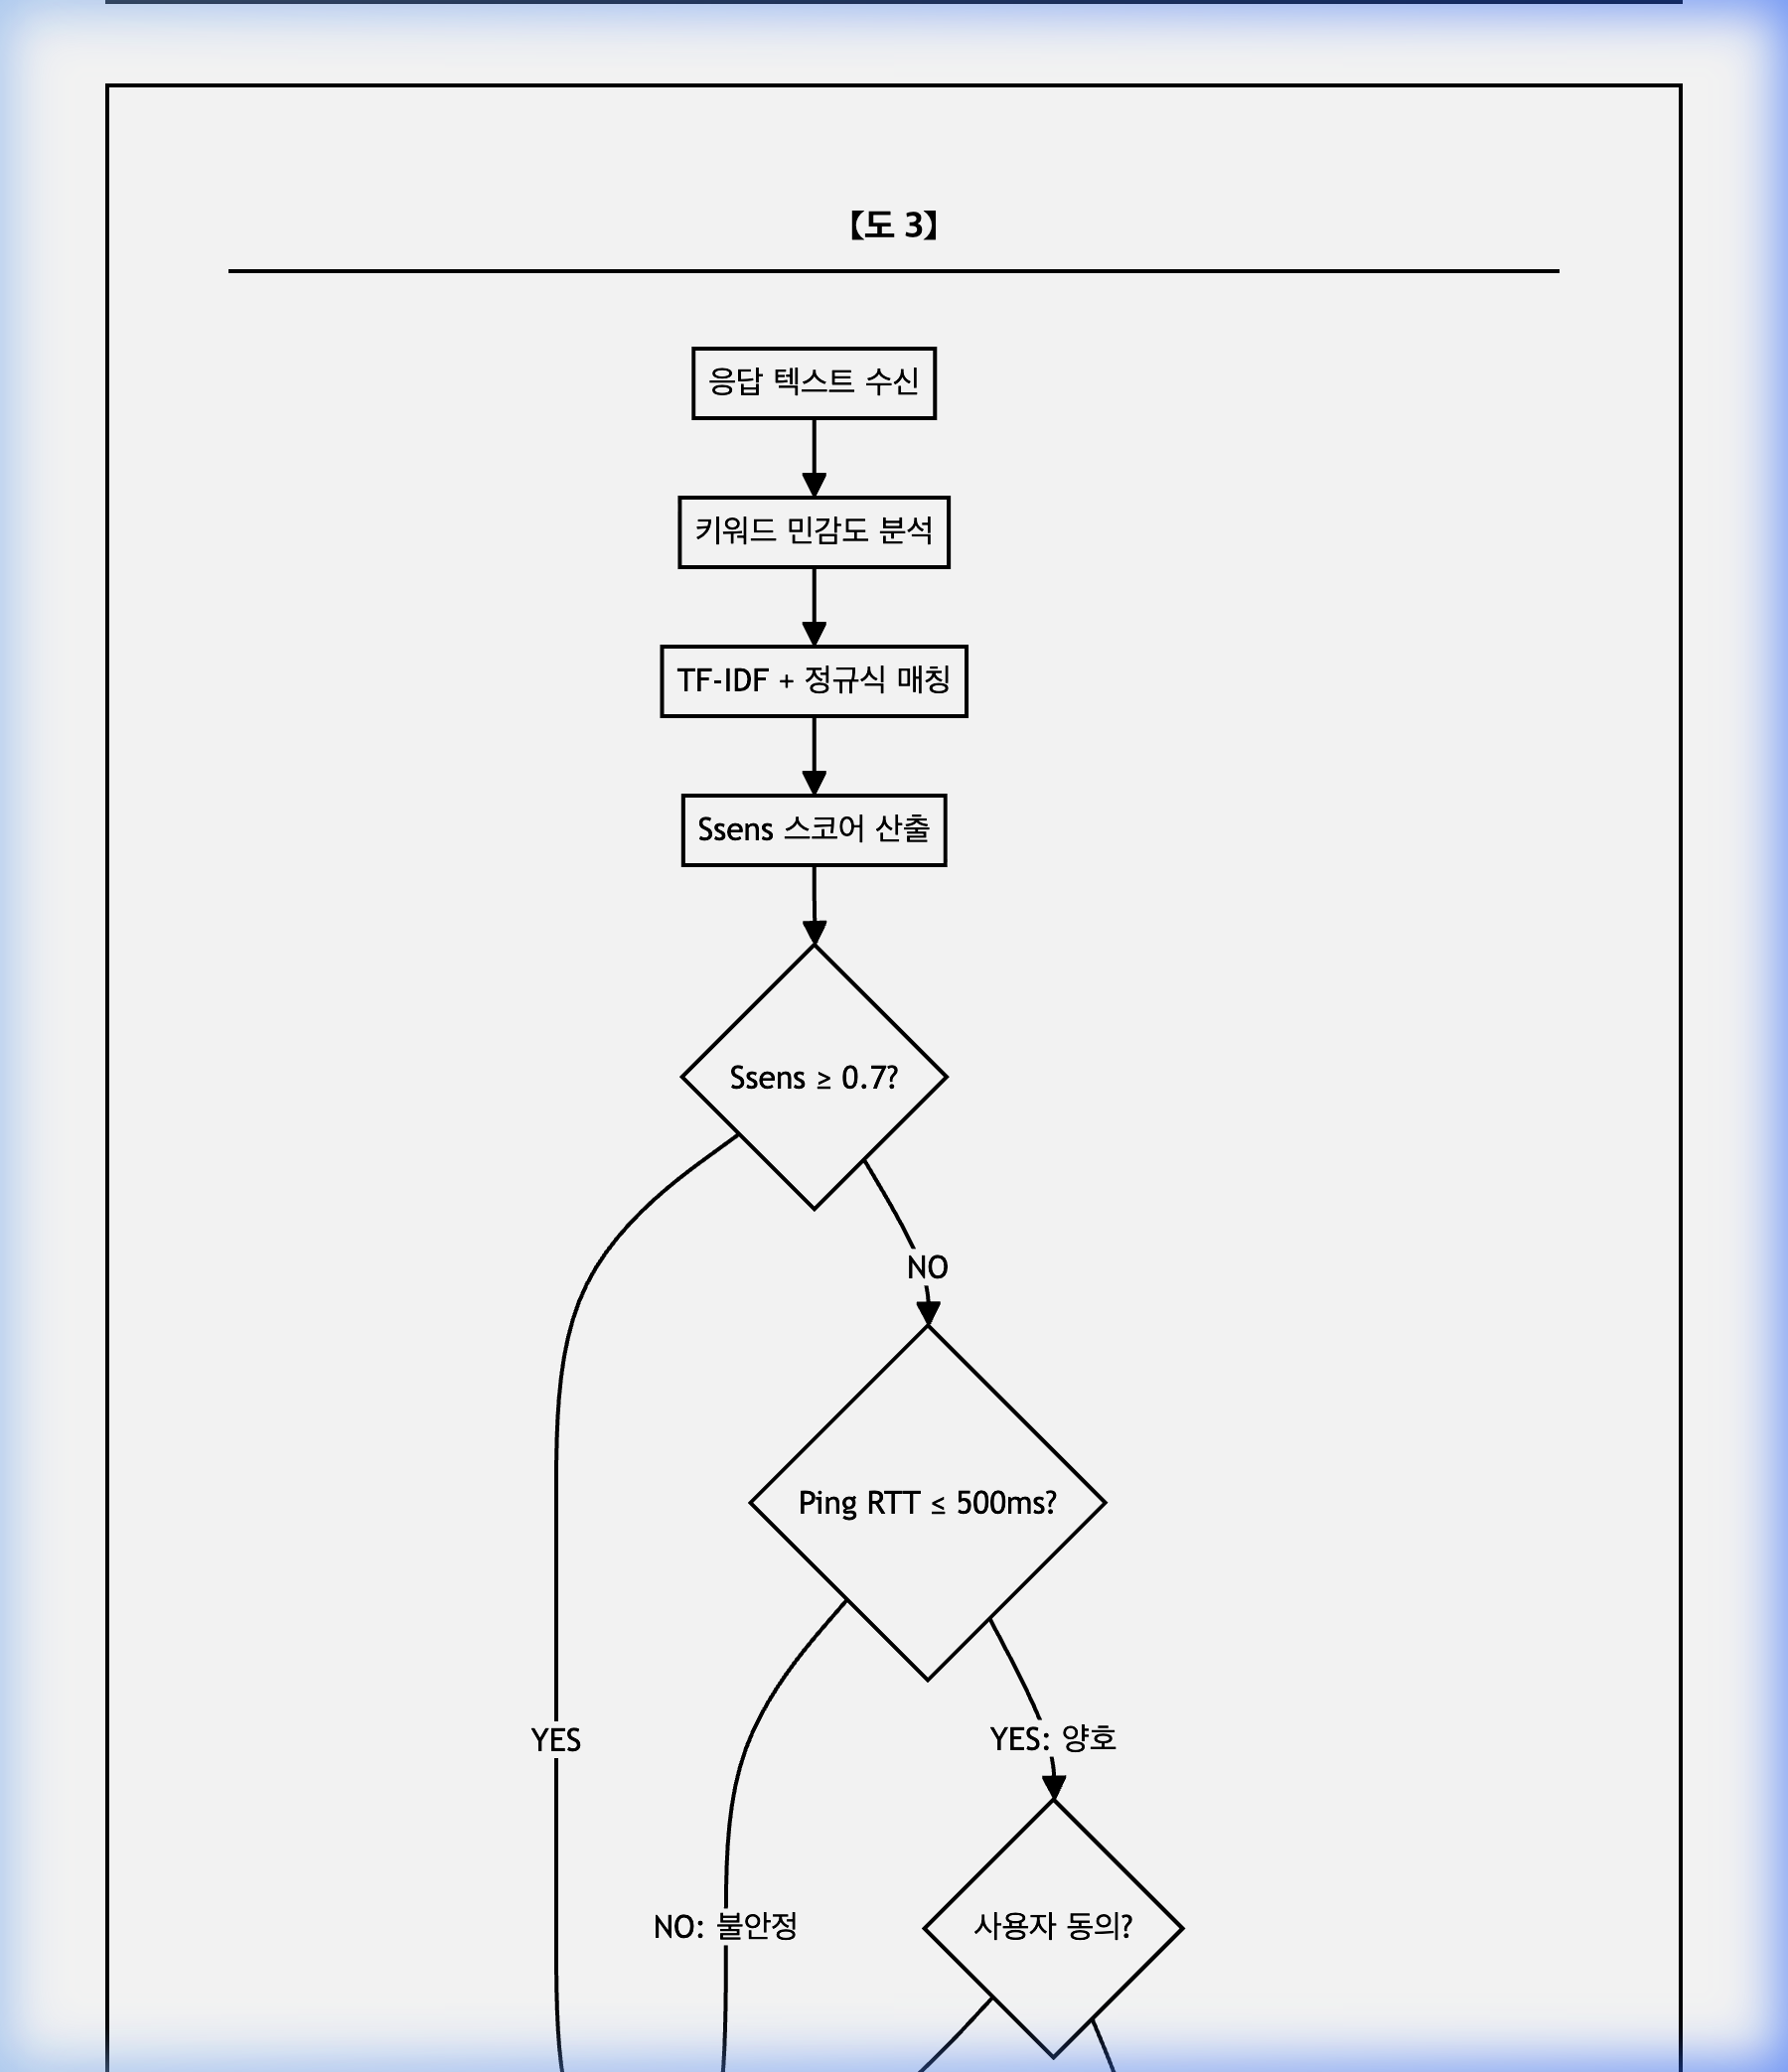 【도 3】
응답 텍스트 수신
키워드 민감도 분석
TF-IDF + 정규식 매칭
Ssens 스코어 산출
Ssens ≥ 0.7?
NO
Ping RTT ≤ 500ms?
YES
YES: 양호
NO: 불안정
사용자 동의?